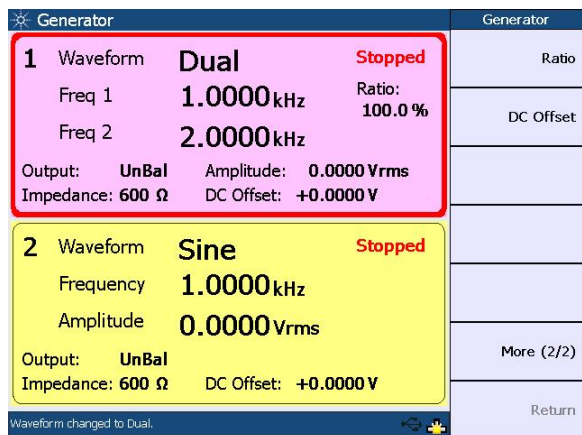 Generator
1 Waveform Dual Stopped
Freq 1 1.0000 kHz Ratio:
100.0 %
Freq 2 2.0000 kHz
Output: UnBal Amplitude: 0.0000 Vrms
Impedance: 600 Ω DC Offset: +0.0000 V
2 Waveform Sine Stopped
Frequency 1.0000 kHz
Amplitude 0.0000 Vrms
Output: UnBal
Impedance: 600 Ω DC Offset: +0.0000 V
Waveform changed to Dual.
Generator
Ratio
DC Offset
More (2/2)
Return